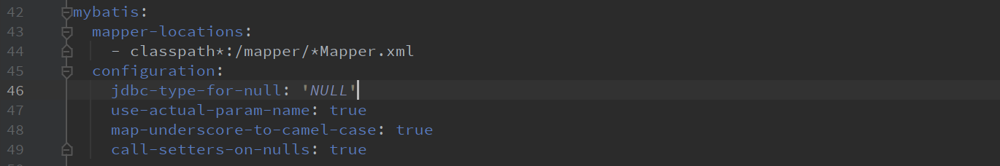 42 mybatis:
43 mapper-locations:
44 - classpath*:/mapper/*Mapper.xml
45 configuration:
46 jdbc-type-for-null: 'NULL'
47 use-actual-param-name: true
48 map-underscore-to-camel-case: true
49 call-setters-on-nulls: true